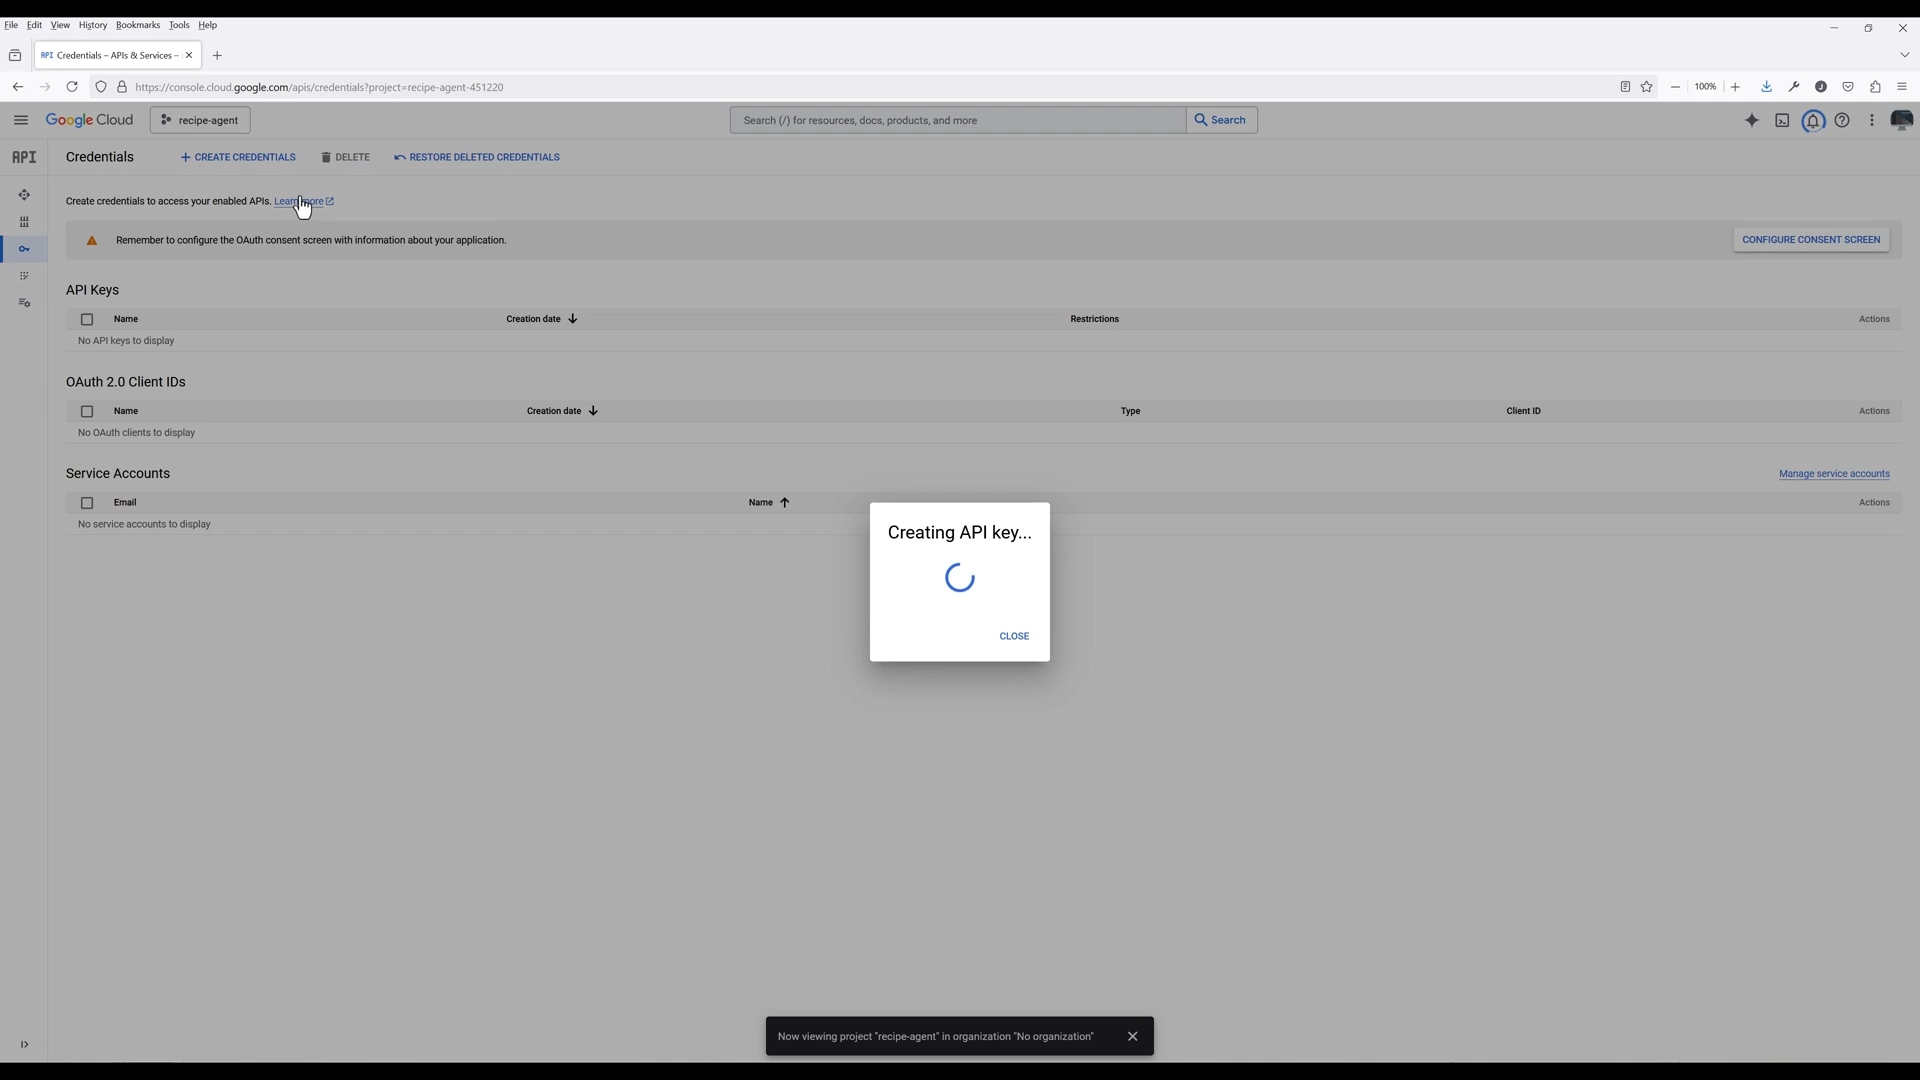 File Edit View History Bookmarks Tools Help
API Credentials – APIs & Services –
https://console.cloud.google.com/apis/credentials?project=recipe-agent-451220
100%
Google Cloud
recipe-agent
Search (/) for resources, docs, products, and more
Search
API
Credentials
CREATE CREDENTIALS
DELETE
RESTORE DELETED CREDENTIALS
Create credentials to access your enabled APIs. Learn more
Remember to configure the OAuth consent screen with information about your application.
CONFIGURE CONSENT SCREEN
API Keys
Name Creation date Restrictions Actions
No API keys to display
OAuth 2.0 Client IDs
Name Creation date Type Client ID Actions
No OAuth clients to display
Service Accounts
Manage service accounts
Email Name Actions
No service accounts to display
Creating API key...
CLOSE
Now viewing project "recipe-agent" in organization "No organization"